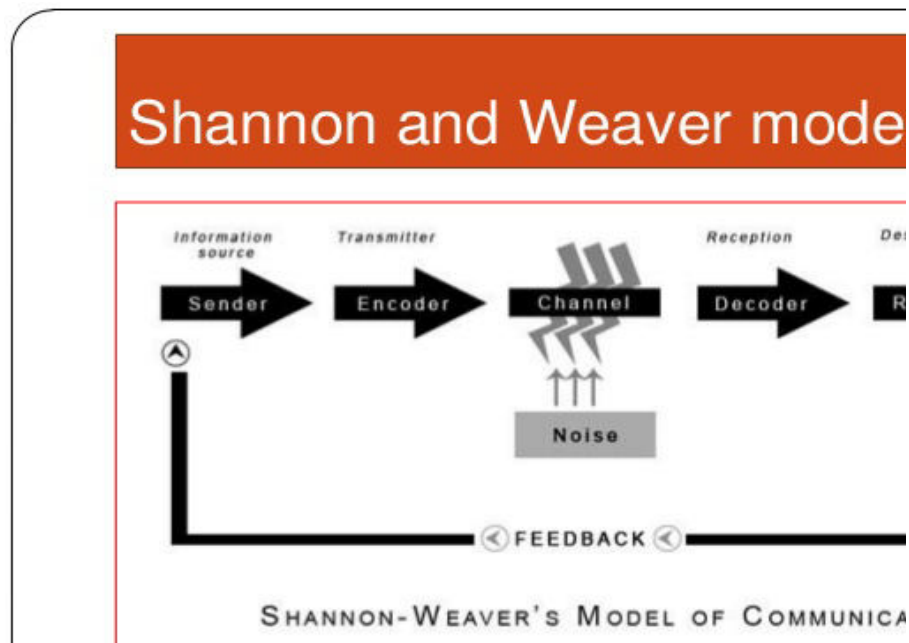 Shannon and Weaver mode
Information
source
Transmitter
Reception
Des
Sender
Encoder
Channel
Decoder
R
Noise
FEEDBACK
SHANNON-WEAVER'S MODEL OF COMMUNICA